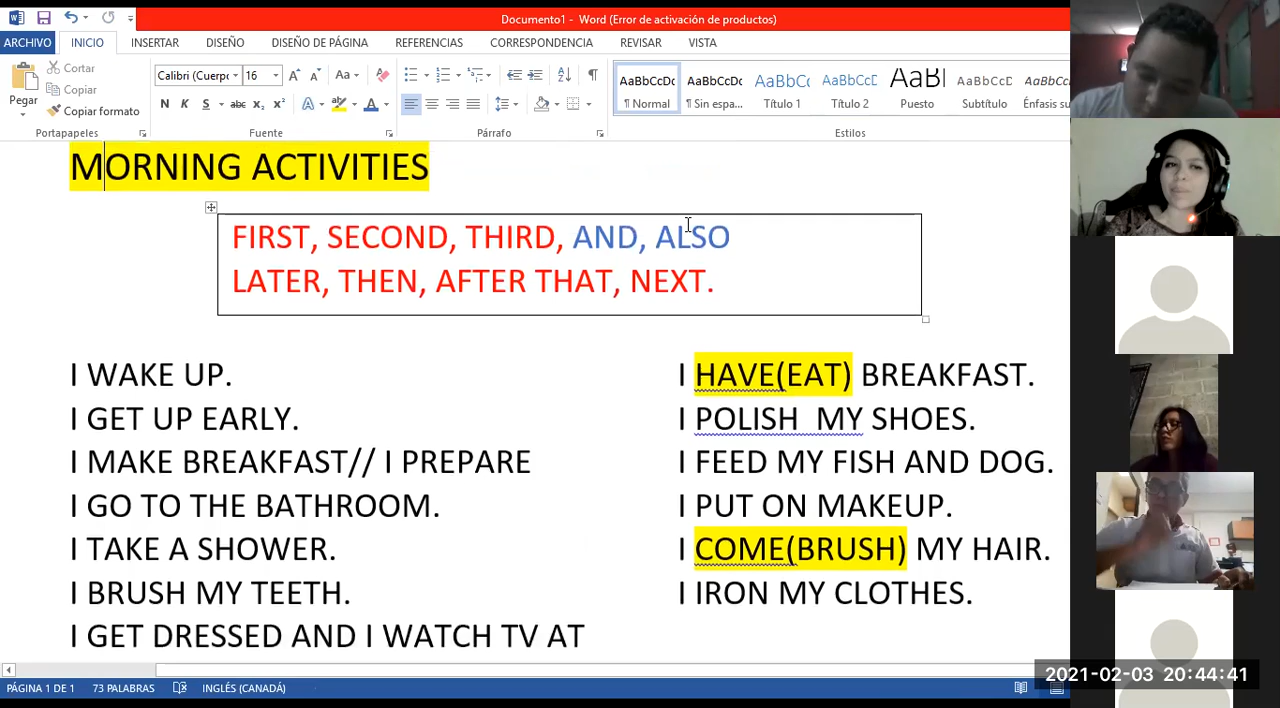 Documento1 - Word (Error de activación de productos)
ARCHIVO INICIO INSERTAR DISEÑO DISEÑO DE PÁGINA REFERENCIAS CORRESPONDENCIA REVISAR VISTA
Pegar
Cortar
Copiar
Copiar formato
Calibri (Cuerpo 16
N K S abc x₂ x²
Aa
AaBbCcDc AaBbCcDc AaBbCc AaBbCcD AaBl AaBbCcD AaBbCcDc
¶ Normal ¶ Sin espa... Título 1 Título 2 Puesto Subtítulo Énfasis su
Portapapeles Fuente Párrafo Estilos
MORNING ACTIVITIES
FIRST, SECOND, THIRD, AND, ALSO
LATER, THEN, AFTER THAT, NEXT.
I WAKE UP.
I GET UP EARLY.
I MAKE BREAKFAST// I PREPARE
I GO TO THE BATHROOM.
I TAKE A SHOWER.
I BRUSH MY TEETH.
I GET DRESSED AND I WATCH TV AT
I HAVE(EAT) BREAKFAST.
I POLISH  MY SHOES.
I FEED MY FISH AND DOG.
I PUT ON MAKEUP.
I COME(BRUSH) MY HAIR.
I IRON MY CLOTHES.
PÁGINA 1 DE 1 73 PALABRAS INGLÉS (CANADÁ)
2021-02-03 20:44:41